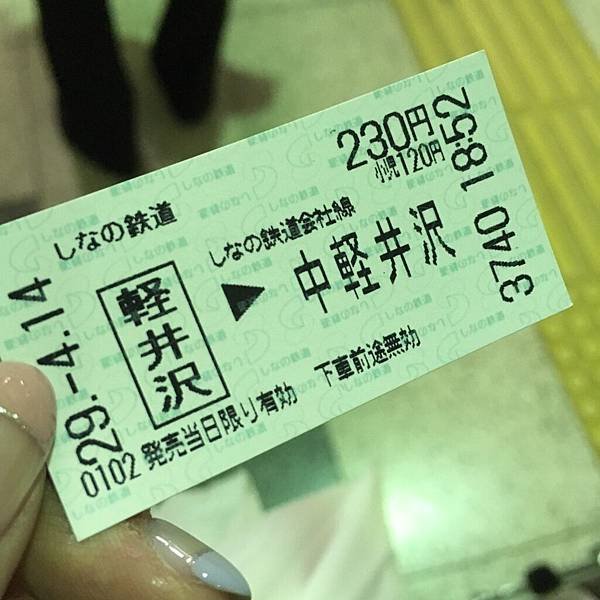 しなの鉄道
230円
小児120円
しなの鉄道会社線
軽井沢
▶
中軽井沢
29.-4.14
3740 18:52
0102 発売当日限り有効 下車前途無効